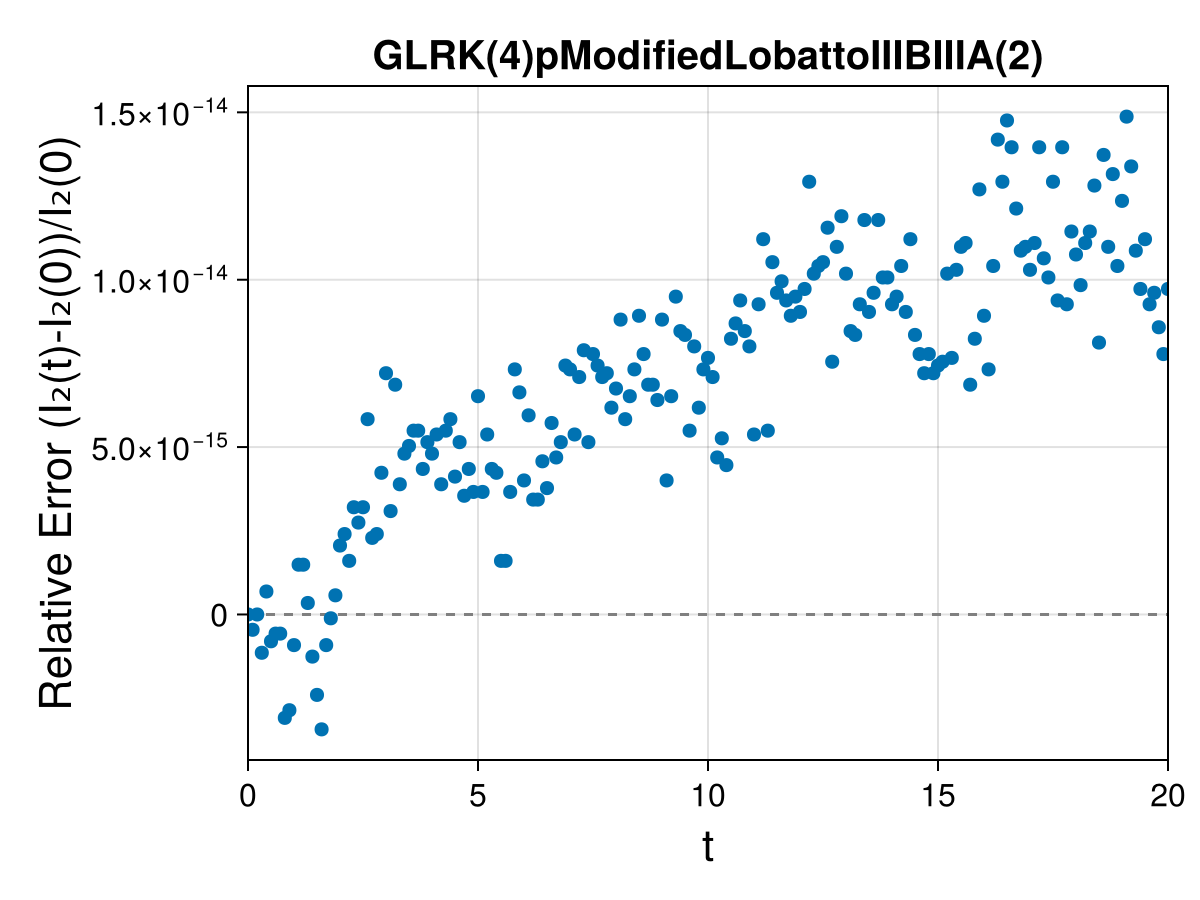 GLRK(4)pModifiedLobattoIIIBIIIA(2)
Relative Error (I₂(t)-I₂(0))/I₂(0)
1.5×10⁻¹⁴
1.0×10⁻¹⁴
5.0×10⁻¹⁵
0
0 5 10 15 20
t